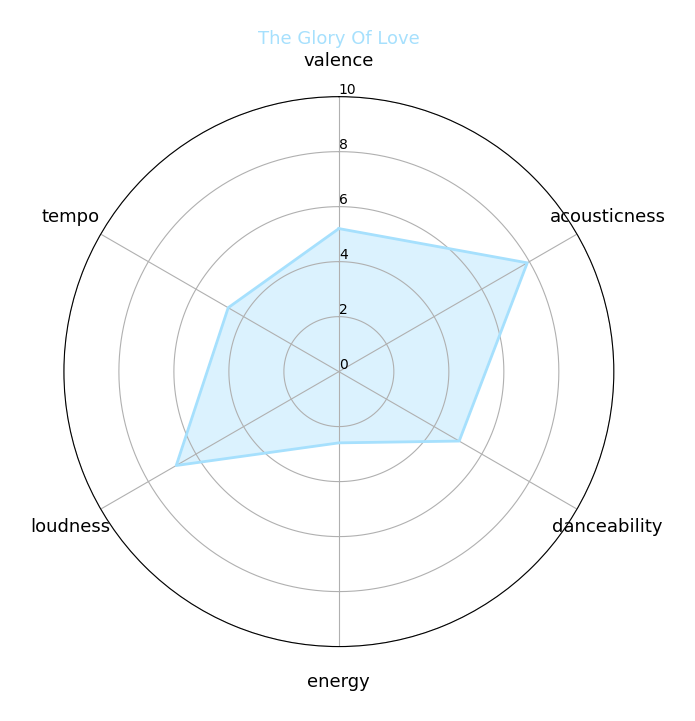 The Glory Of Love
valence
10
8
tempo
6
acousticness
4
2
0
loudness
danceability
energy